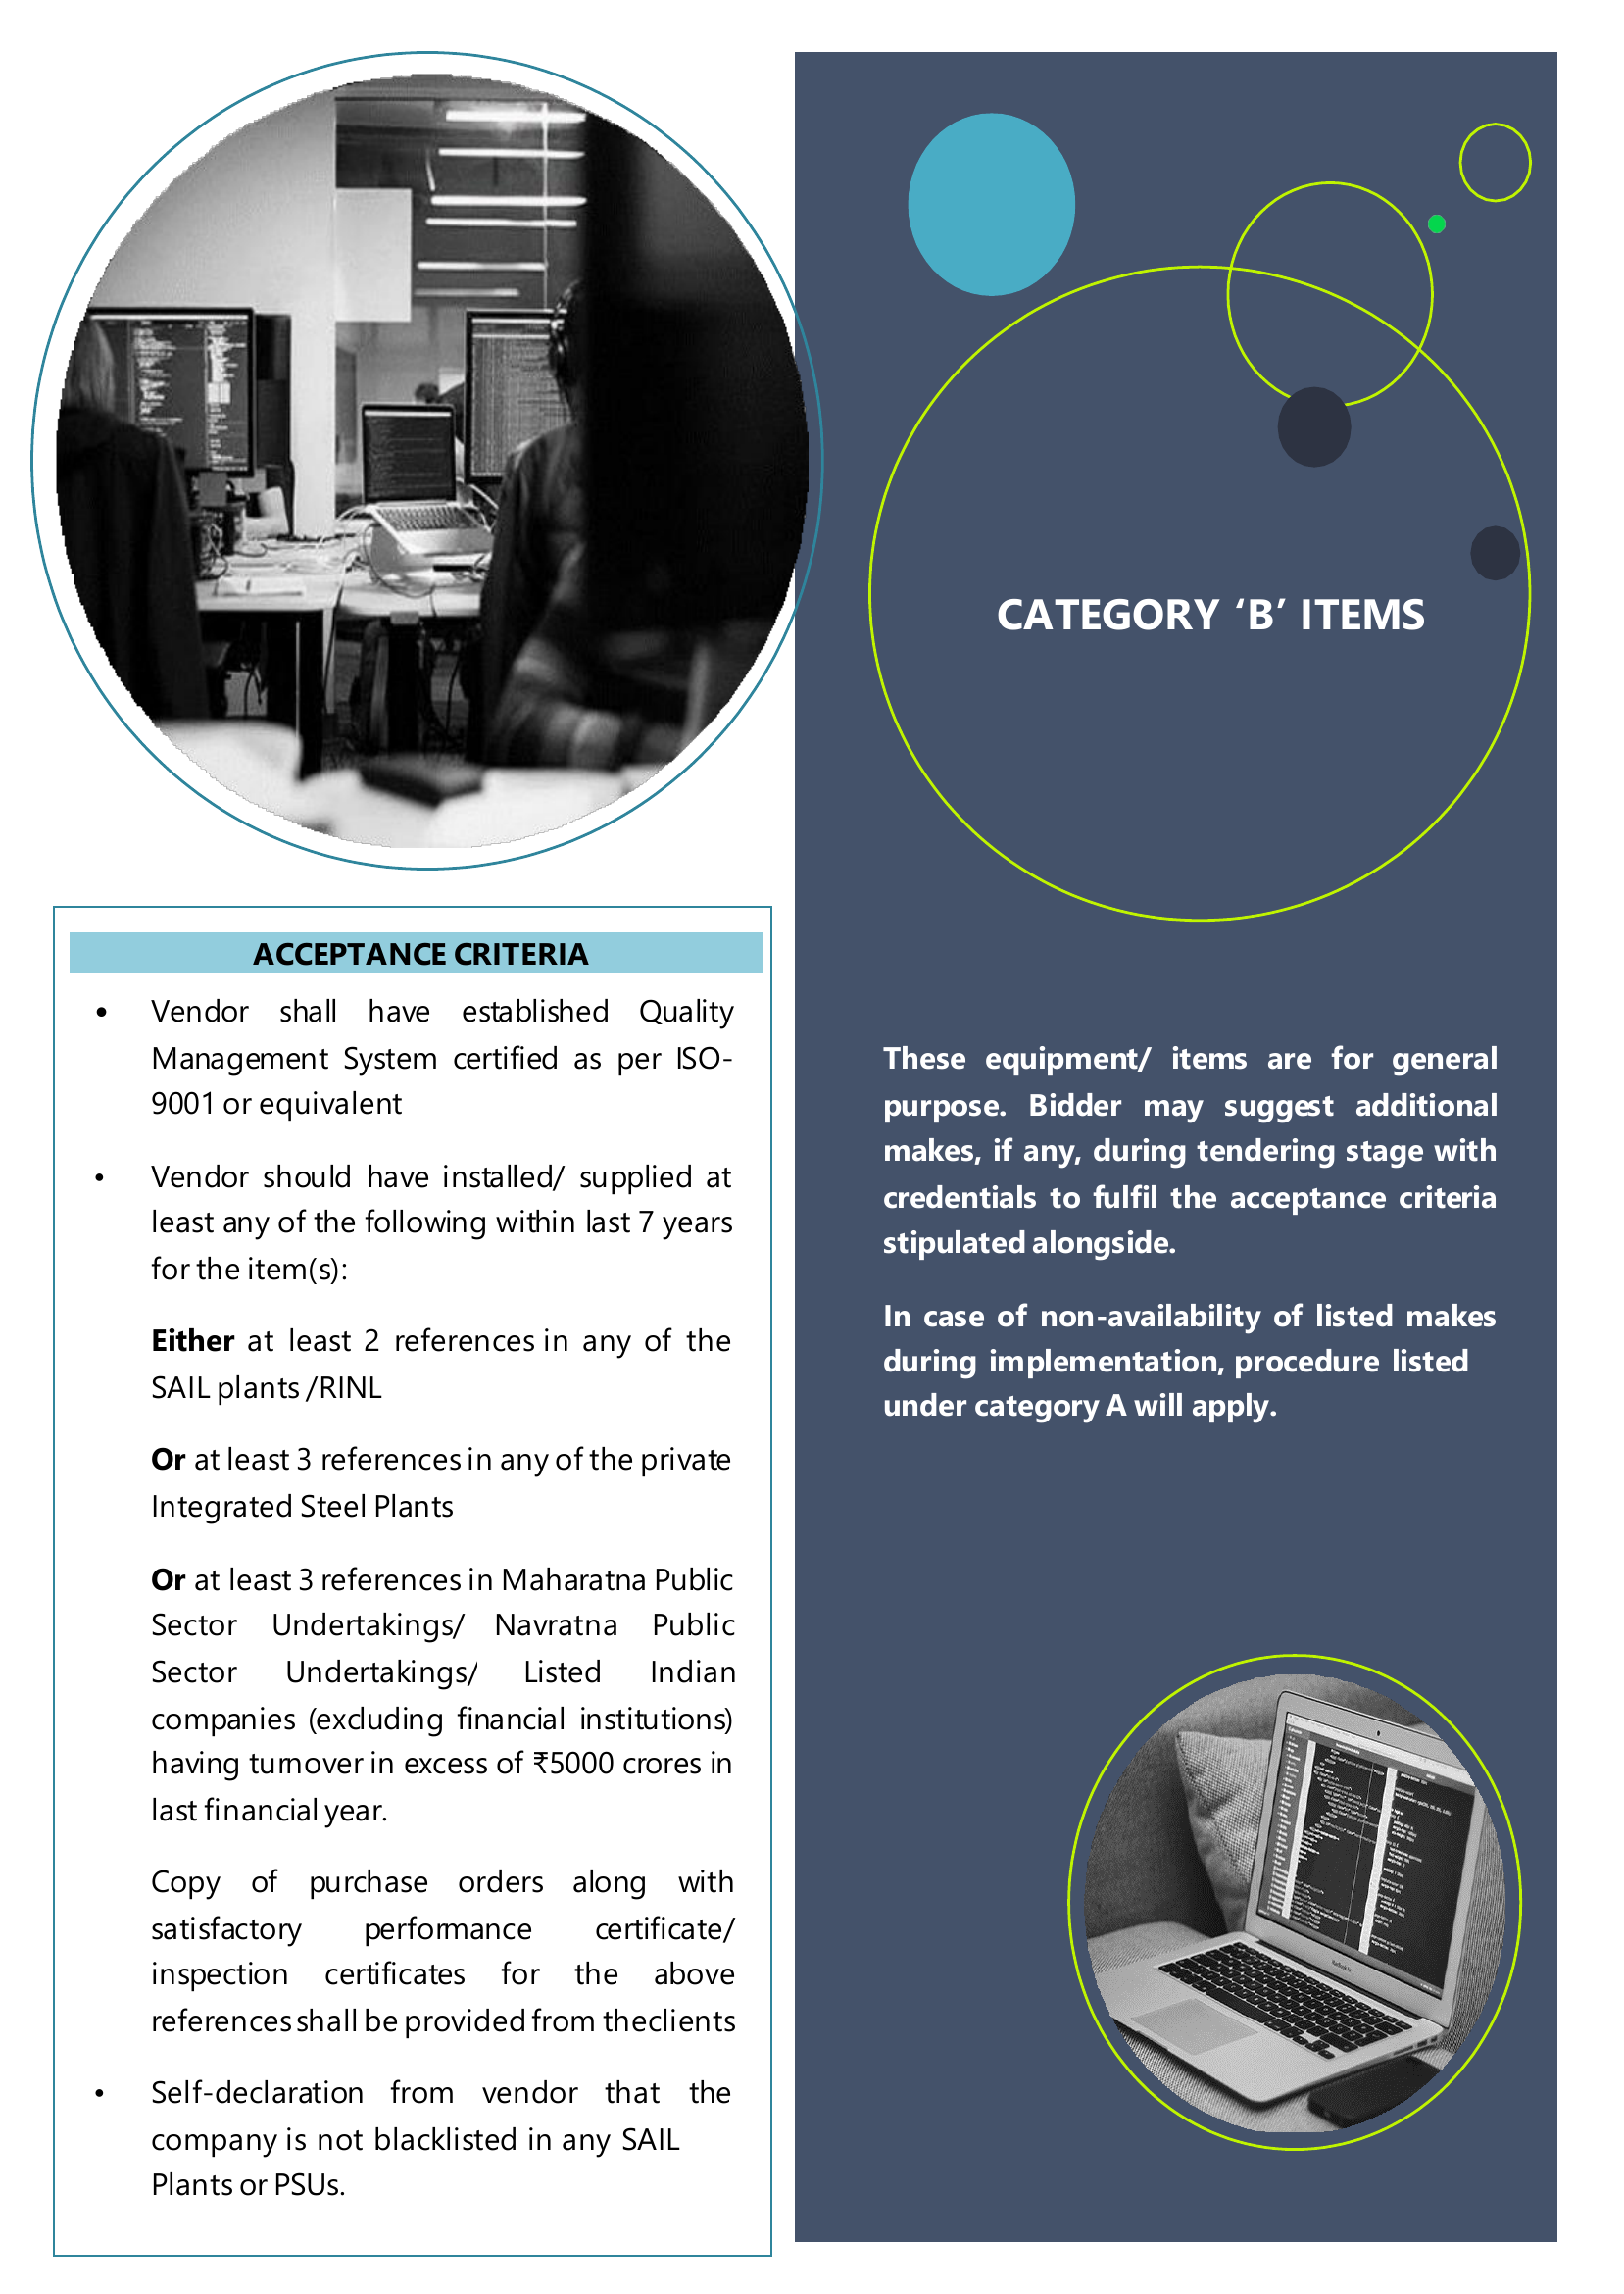 CATEGORY ‘B’ ITEMS
ACCEPTANCE CRITERIA
• Vendor shall have established Quality
Management System certified as per ISO-
9001 or equivalent
• Vendor should have installed/ supplied at
least any of the following within last 7 years
for the item(s):
Either at least 2 references in any of the
SAIL plants /RINL
Or at least 3 references in any of the private
Integrated Steel Plants
Or at least 3 references in Maharatna Public
Sector Undertakings/ Navratna Public
Sector Undertakings/ Listed Indian
companies (excluding financial institutions)
having turnover in excess of ₹5000 crores in
last financial year.
Copy of purchase orders along with
satisfactory performance certificate/
inspection certificates for the above
references shall be provided from theclients
• Self-declaration from vendor that the
company is not blacklisted in any SAIL
Plants or PSUs.
These equipment/ items are for general
purpose. Bidder may suggest additional
makes, if any, during tendering stage with
credentials to fulfil the acceptance criteria
stipulated alongside.
In case of non-availability of listed makes
during implementation, procedure listed
under category A will apply.